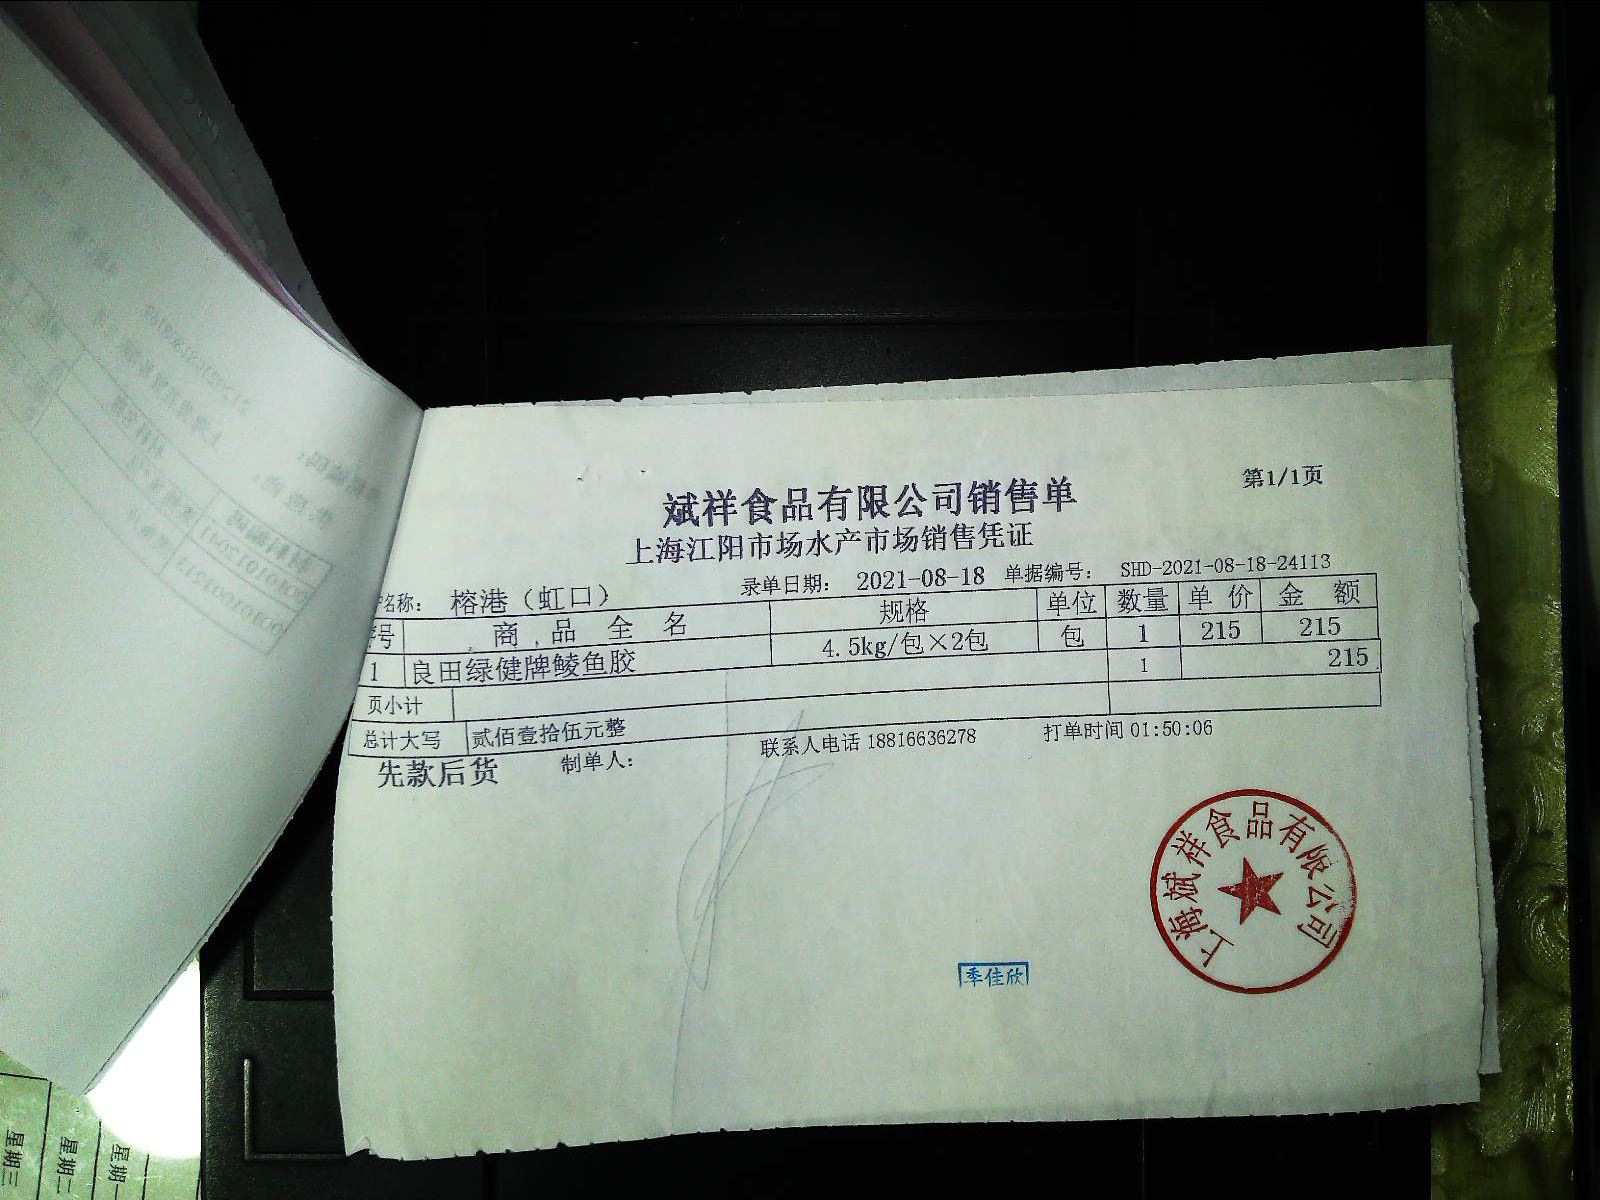 第1/1页
斌祥食品有限公司销售单
上海江阳市场水产市场销售凭证
名称： 榕港（虹口） 录单日期： 2021-08-18 单据编号： SHD-2021-08-18-24113
号 商品全名 规格 单位 数量 单价 金额
1 良田绿健牌鲮鱼胶 4.5kg/包×2包 包 1 215 215
页小计 1 215
总计大写 贰佰壹拾伍元整
先款后货 制单人： 联系人电话 18816636278 打单时间 01:50:06
上海斌祥食品有限公司
季佳欣
星期三
星期二
星期一